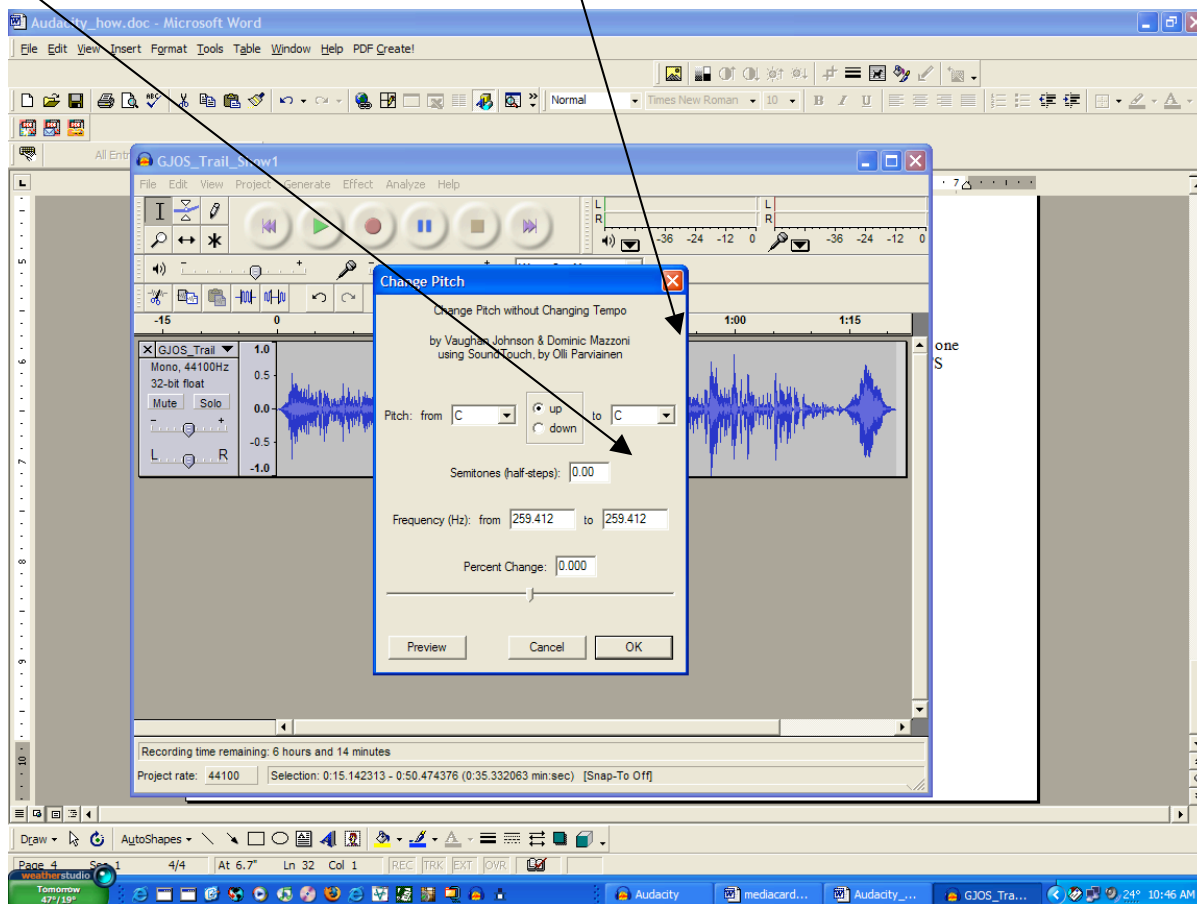 Audacity_how.doc - Microsoft Word
File Edit View Insert Format Tools Table Window Help PDF Create!
Normal Times New Roman 10 B I U
All Entr
GJOS_Trail_Show1
File Edit View Project Generate Effect Analyze Help
L
R
L
R
-36 -24 -12 0
-36 -24 -12 0
-15 0 1:00 1:15
GJOS_Trail
Mono, 44100Hz
32-bit float
Mute Solo
L R
1.0
0.5
0.0
-0.5
-1.0
one
Change Pitch
Change Pitch without Changing Tempo
by Vaughan Johnson & Dominic Mazzoni
using SoundTouch, by Olli Parviainen
Pitch: from C up to C
down
Semitones (half-steps): 0.00
Frequency (Hz): from 259.412 to 259.412
Percent Change: 0.000
Preview Cancel OK
Recording time remaining: 6 hours and 14 minutes
Project rate: 44100 Selection: 0:15.142313 - 0:50.474376 (0:35.332063 min:sec) [Snap-To Off]
Draw AutoShapes
Page 4 Sec 1 4/4 At 6.7" Ln 32 Col 1 REC TRK EXT OVR
weatherstudio
Tomorrow
47°/19°
Audacity mediacard... Audacity_... GJOS_Tra... 24° 10:46 AM